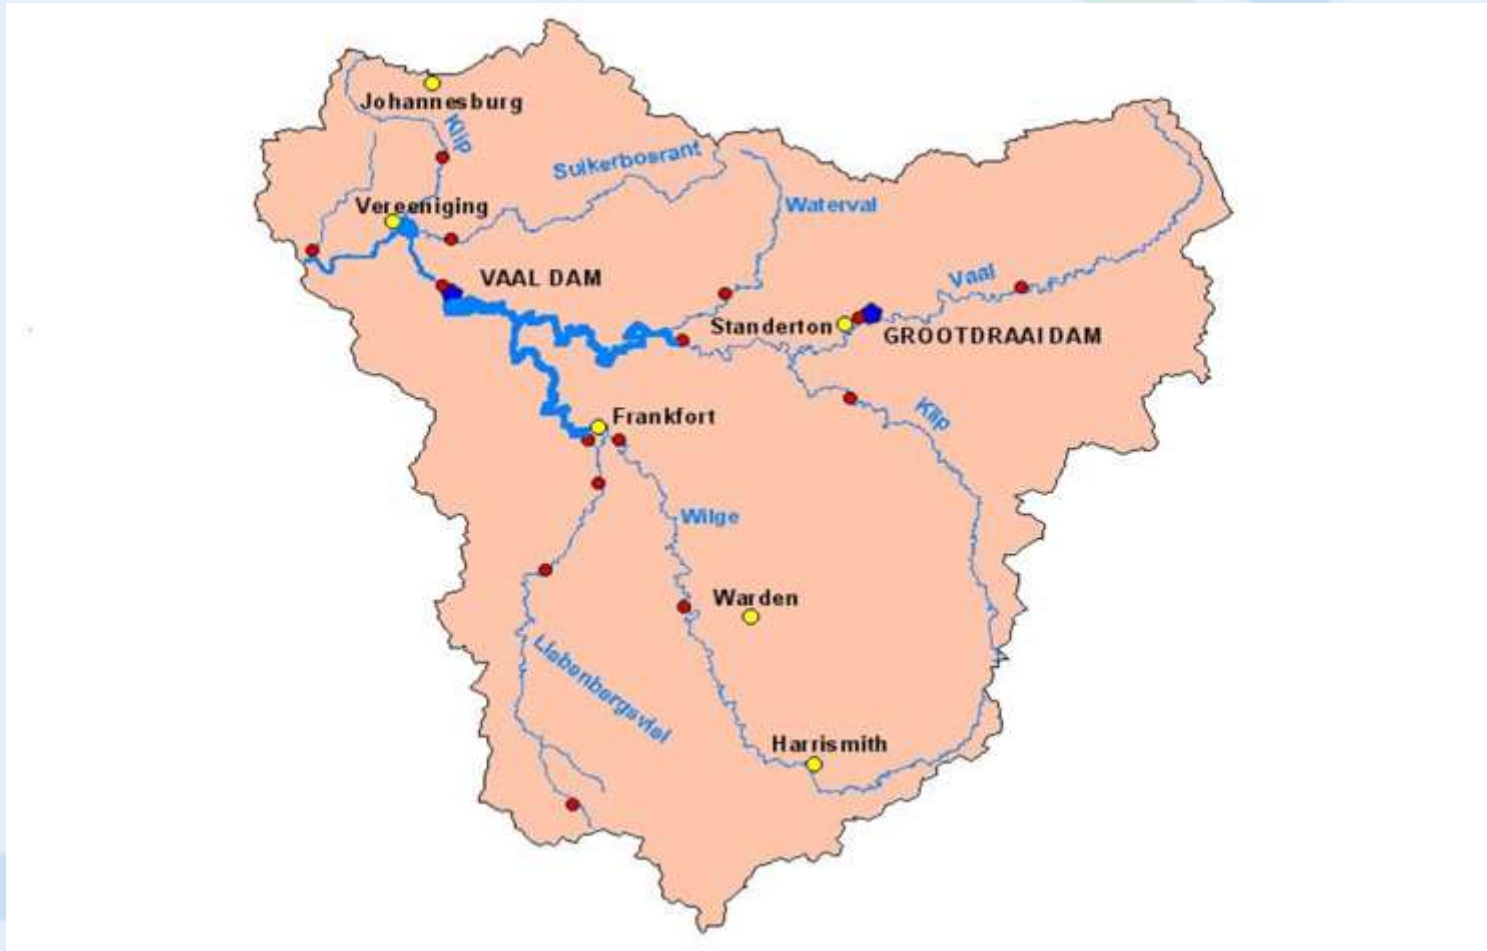 Johannesburg
Klip
Suikerbosrant
Vereeniging
Waterval
VAAL DAM
Vaal
Standerton
GROOTDRAAI DAM
Klip
Frankfort
Wilge
Warden
Liebenbergsvlei
Harrismith